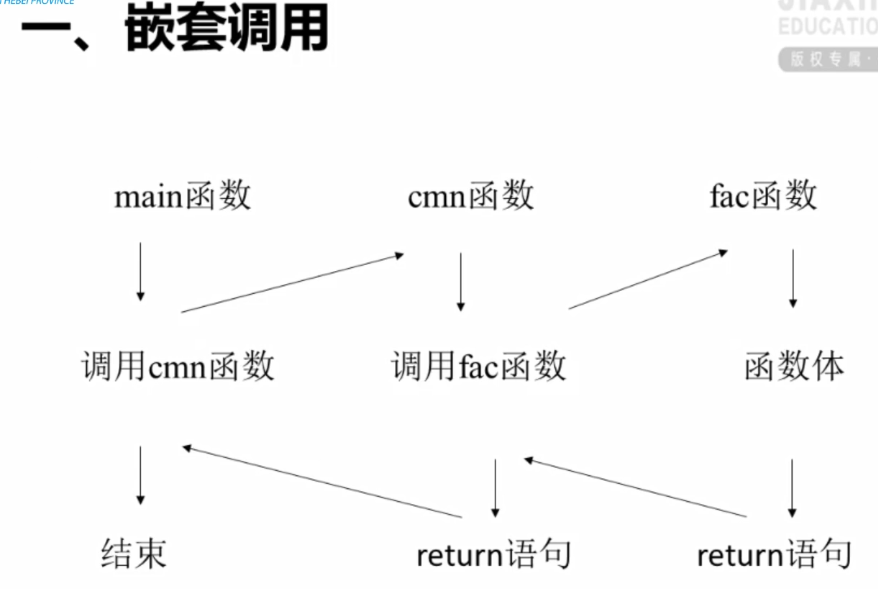 THEBEI PROVINCE
EDUCATIO
一、嵌套调用
版权专属·
main函数 cmn函数 fac函数
调用cmn函数 调用fac函数 函数体
结束 return语句 return语句